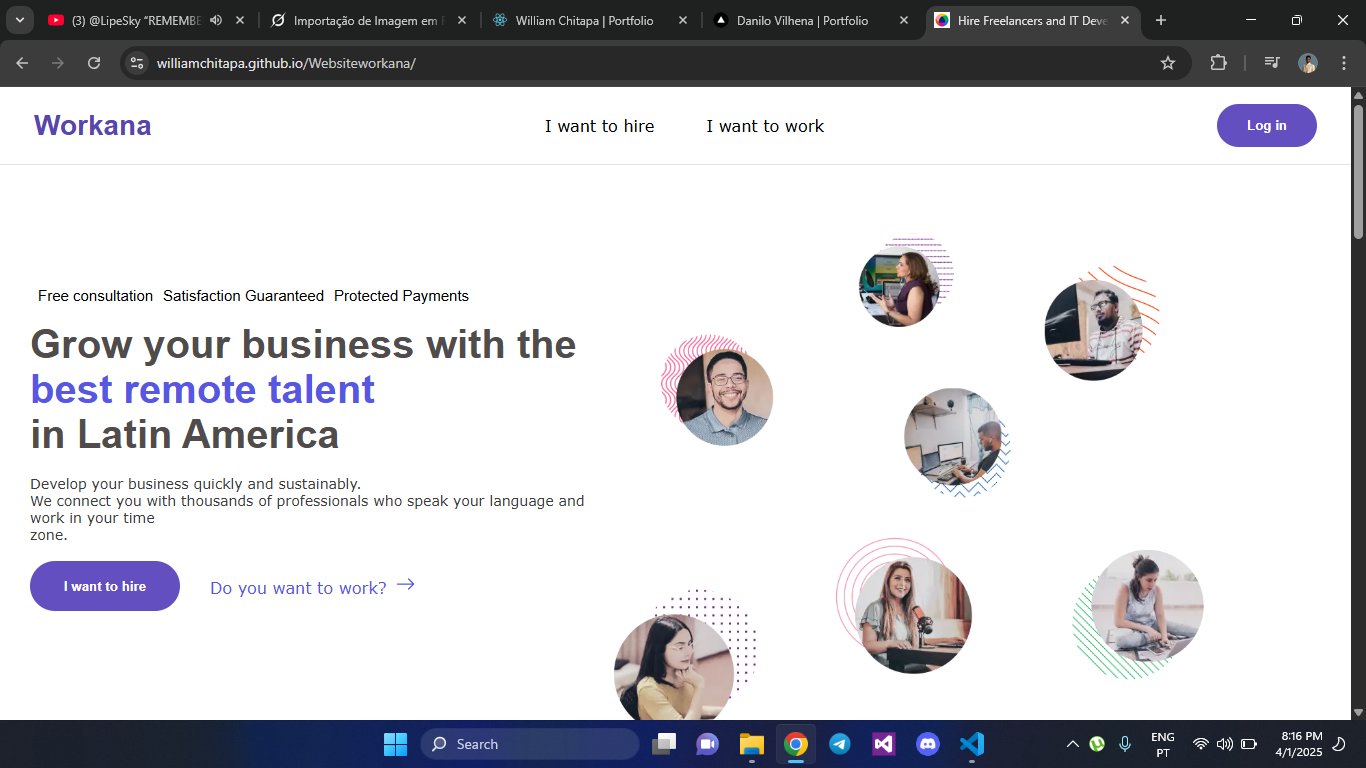 (3) @LipeSky “REMEMBE
Importação de Imagem em F
William Chitapa | Portfolio
Danilo Vilhena | Portfolio
Hire Freelancers and IT Deve
williamchitapa.github.io/Websiteworkana/
Workana
I want to hire
I want to work
Log in
Free consultation Satisfaction Guaranteed Protected Payments
Grow your business with the
best remote talent
in Latin America
Develop your business quickly and sustainably.
We connect you with thousands of professionals who speak your language and
work in your time
zone.
I want to hire
Do you want to work?
Search
ENG
PT
8:16 PM
4/1/2025